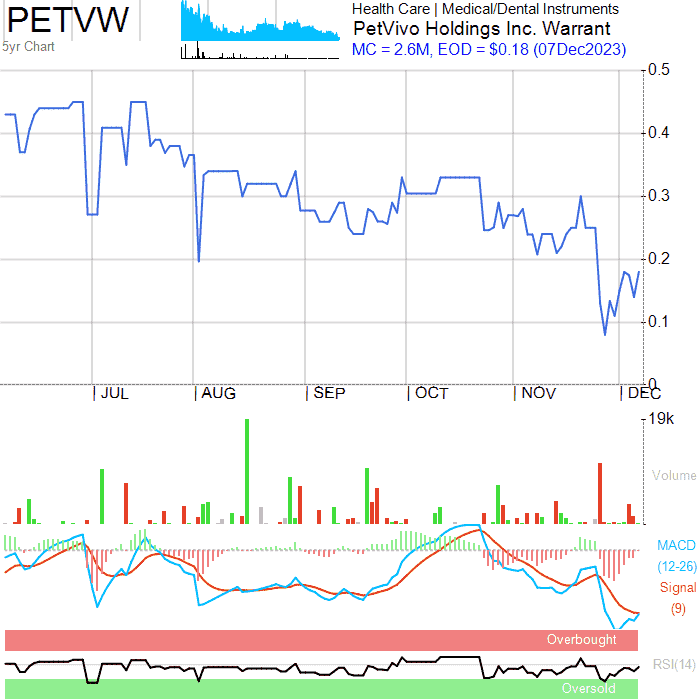 PETVW
5yr Chart
Health Care | Medical/Dental Instruments
PetVivo Holdings Inc. Warrant
MC = 2.6M, EOD = $0.18 (07Dec2023)
0.5
0.4
0.3
0.2
0.1
0
JUL AUG SEP OCT NOV DEC
19k
Volume
MACD
(12-26)
Signal
(9)
Overbought
RSI(14)
Oversold